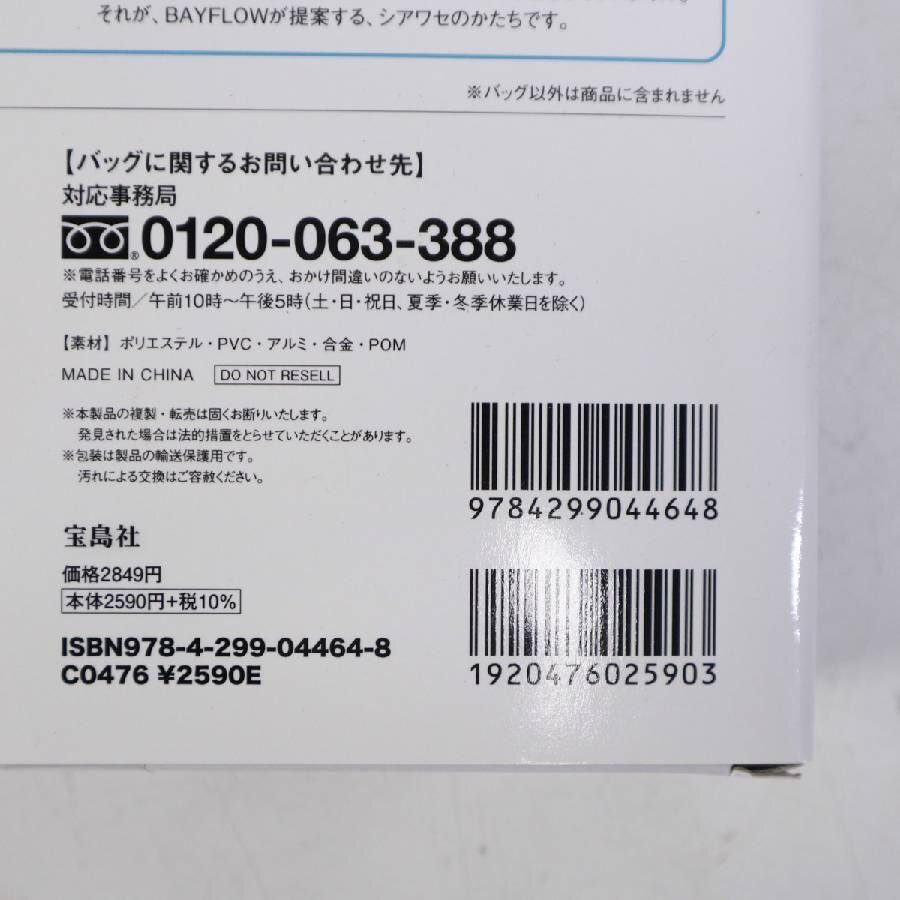 それが、BAYFLOWが提案する、シアワセのかたちです。
※バッグ以外は商品に含まれません
【バッグに関するお問い合わせ先】
対応事務局
0120-063-388
※電話番号をよくお確かめのうえ、おかけ間違いのないようお願いいたします。
受付時間/午前10時〜午後5時(土・日・祝日、夏季・冬季休業日を除く)
【素材】ポリエステル・PVC・アルミ・合金・POM
MADE IN CHINA DO NOT RESELL
※本製品の複製・転売は固くお断りいたします。
発見された場合は法的措置をとらせていただくことがあります。
※包装は製品の輸送保護用です。
汚れによる交換はご容赦ください。
9784299044648
宝島社
価格2849円
本体2590円+税10%
ISBN978-4-299-04464-8
C0476 ¥2590E
1920476025903